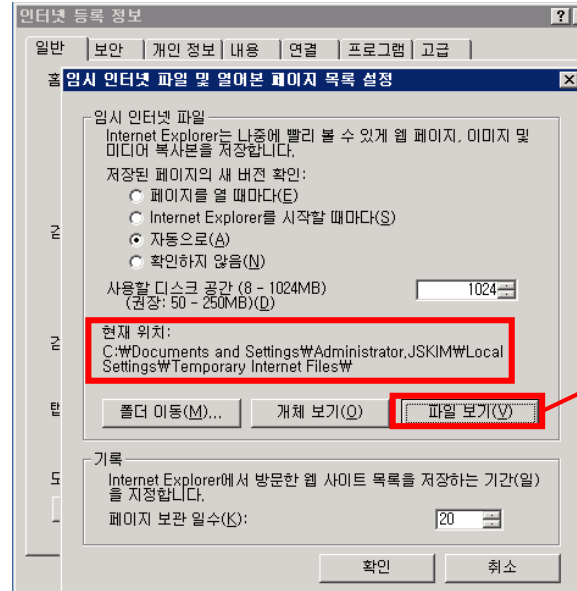 인터넷 등록 정보
일반 보안 개인 정보 내용 연결 프로그램 고급
홈
임시 인터넷 파일 및 열어본 페이지 목록 설정
임시 인터넷 파일
Internet Explorer는 나중에 빨리 볼 수 있게 웹 페이지, 이미지 및
미디어 복사본을 저장합니다.
저장된 페이지의 새 버전 확인:
페이지를 열 때마다(E)
Internet Explorer를 시작할 때마다(S)
자동으로(A)
확인하지 않음(N)
사용할 디스크 공간 (8 - 1024MB) 1024
(권장: 50 - 250MB)(D)
현재 위치:
C:₩Documents and Settings₩Administrator.JSKIM₩Local
Settings₩Temporary Internet Files₩
폴더 이동(M)... 개체 보기(O) 파일 보기(V)
탭
기록
Internet Explorer에서 방문한 웹 사이트 목록을 저장하는 기간(일)
을 지정합니다.
페이지 보관 일수(K): 20
확인 취소